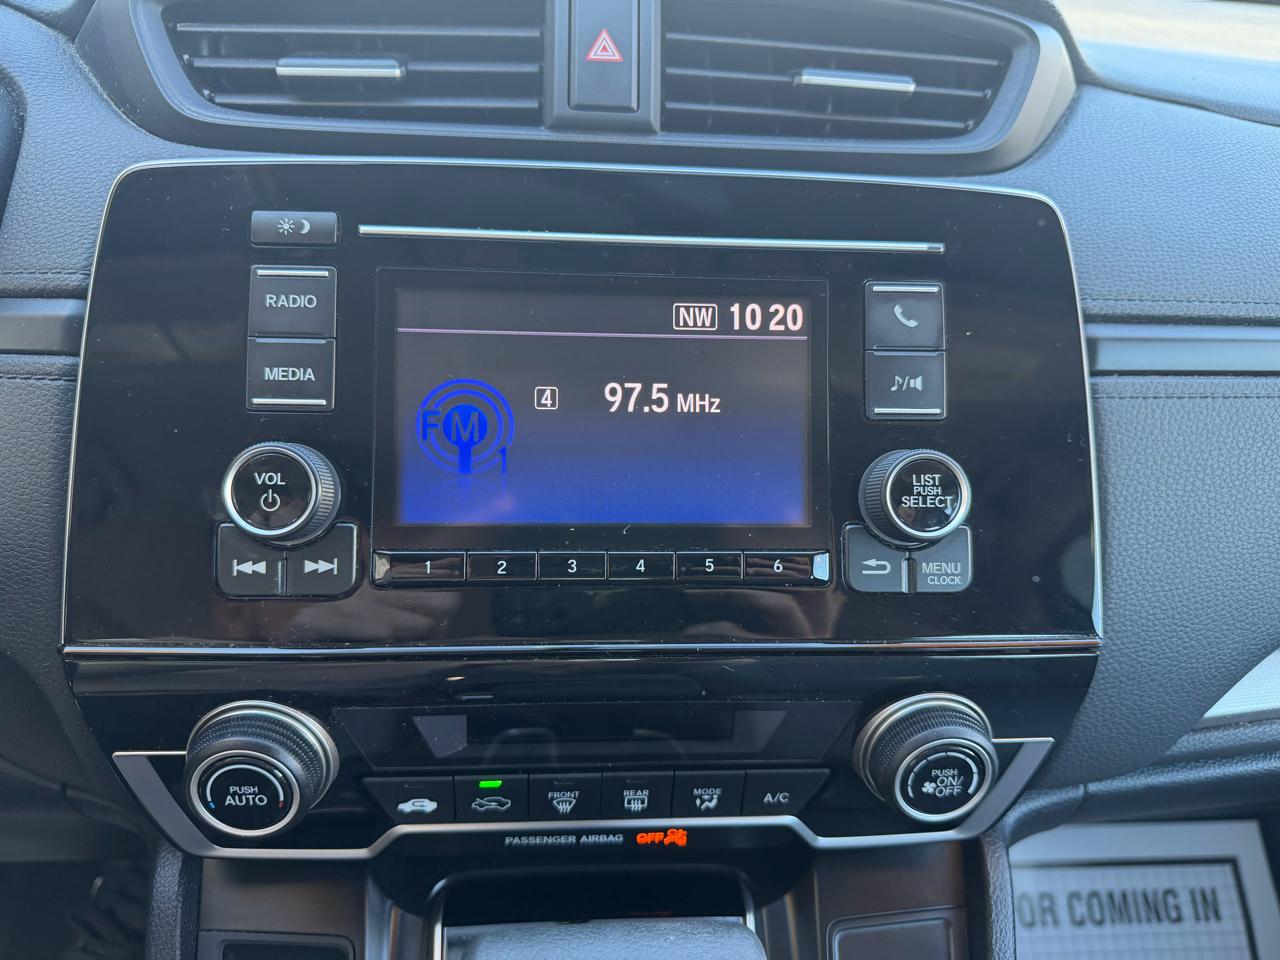 RADIO
MEDIA
NW 10 20
4 97.5 MHz
FM
1
VOL
LIST
PUSH
SELECT
1 2 3 4 5 6
MENU
CLOCK
PUSH
AUTO
FRONT
REAR
MODE
A/C
PUSH
ON/
OFF
PASSENGER AIRBAG OFF
OR COMING IN